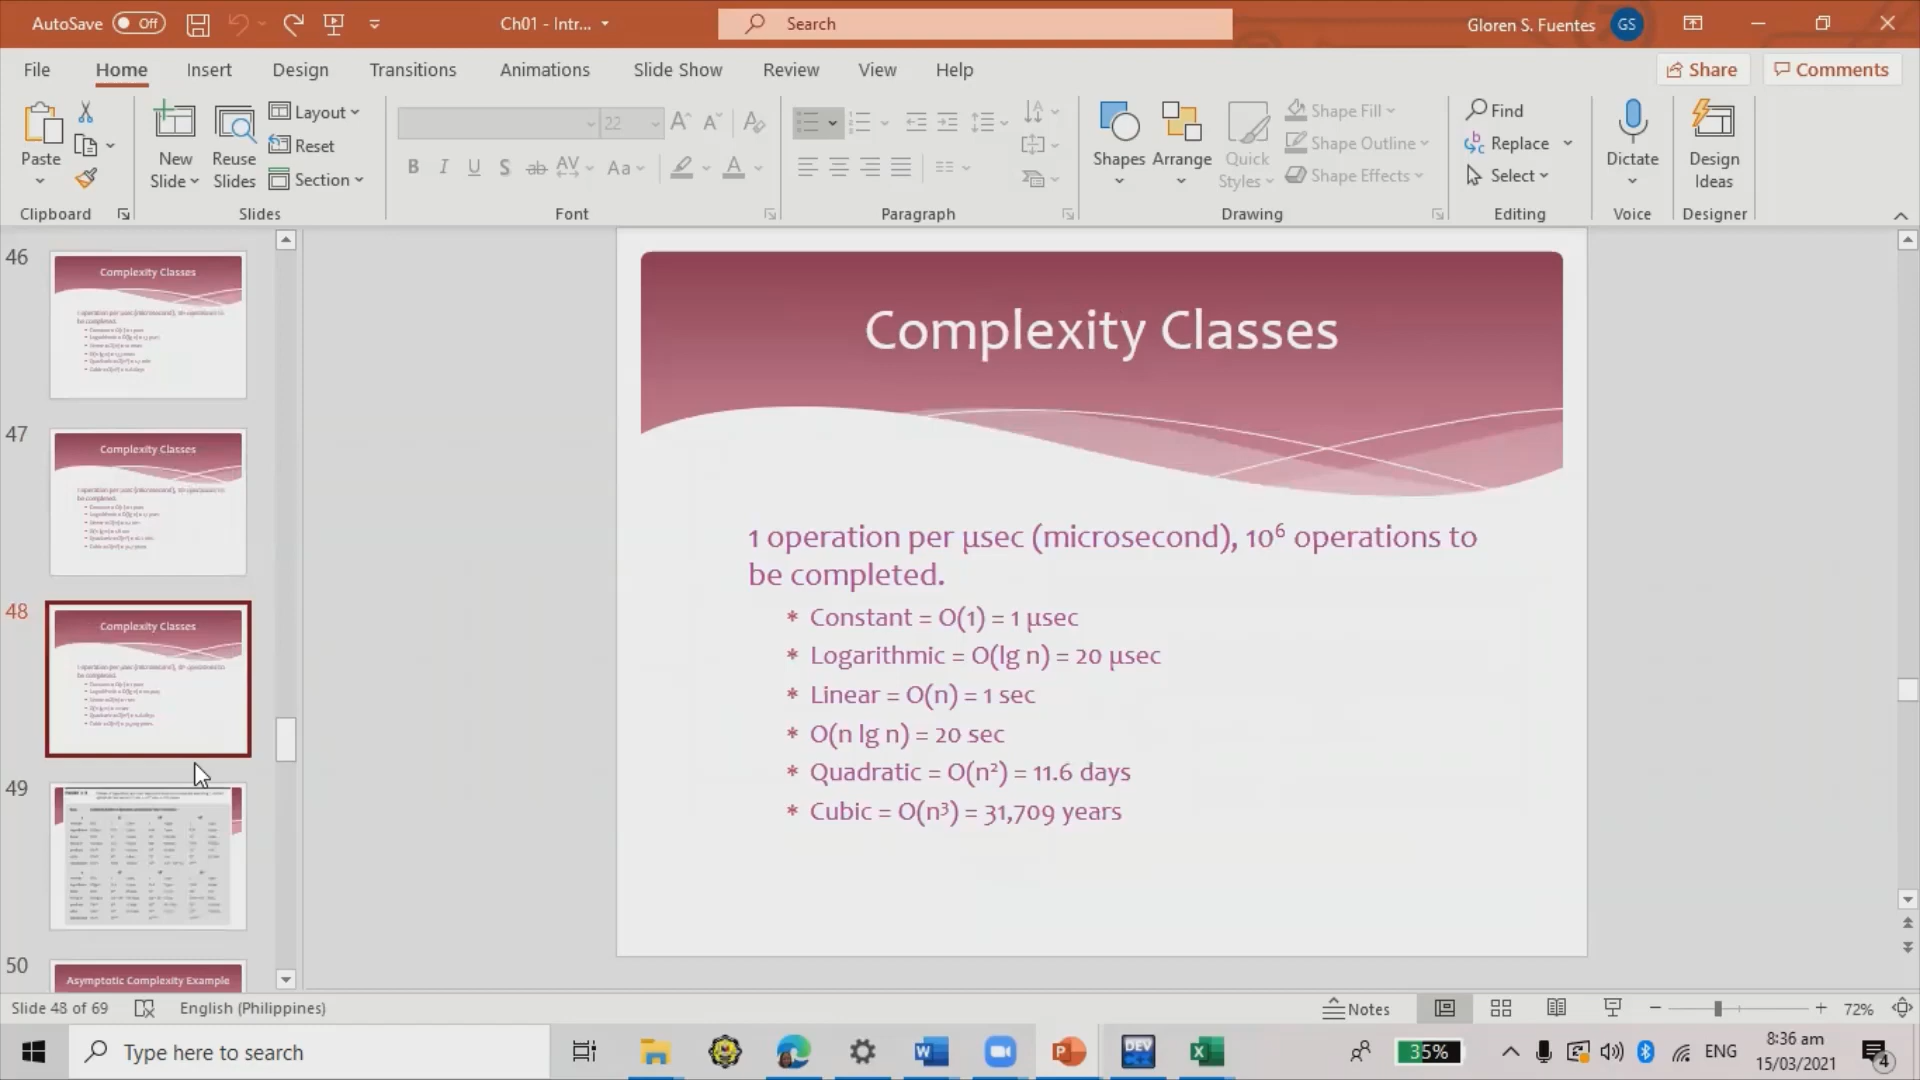 AutoSave Off Ch01 - Intr... Search Gloren S. Fuentes GS
File Home Insert Design Transitions Animations Slide Show Review View Help Share Comments
Paste New Slide Reuse Slides Layout Reset Section 22 Shapes Arrange Quick Styles Shape Fill Shape Outline Shape Effects Find Replace Select Dictate Design Ideas
Clipboard Slides Font Paragraph Drawing Editing Voice Designer
46
Complexity Classes
47
Complexity Classes
48
Complexity Classes
49
50
Asymptotic Complexity Example
Complexity Classes
1 operation per µsec (microsecond), 10⁶ operations to
be completed.
* Constant = O(1) = 1 µsec
* Logarithmic = O(lg n) = 20 µsec
* Linear = O(n) = 1 sec
* O(n lg n) = 20 sec
* Quadratic = O(n²) = 11.6 days
* Cubic = O(n³) = 31,709 years
Slide 48 of 69 English (Philippines) Notes 72%
Type here to search DEV 35% ENG 8:36 am
15/03/2021 4